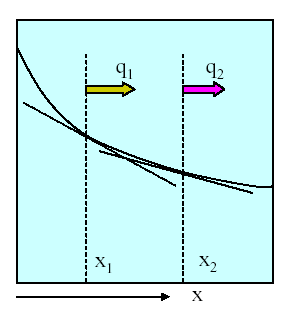 q₁ q₂
x₁ x₂
x